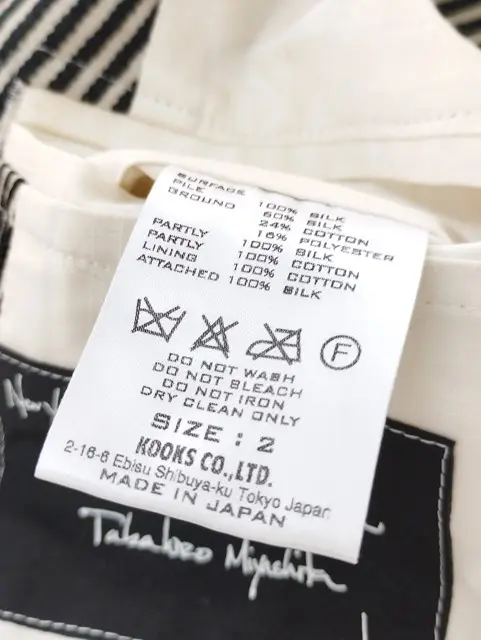 SURFACE
PILE 100% SILK
GROUND 60% SILK
24% COTTON
16% POLYESTER
PARTLY 100% SILK
PARTLY 100% COTTON
LINING 100% COTTON
ATTACHED 100% SILK
F
DO NOT WASH
DO NOT BLEACH
DO NOT IRON
DRY CLEAN ONLY
SIZE : 2
KOOKS CO.,LTD.
2-16-6 Ebisu Shibuya-ku Tokyo Japan
MADE IN JAPAN
Takahiro Miyashita